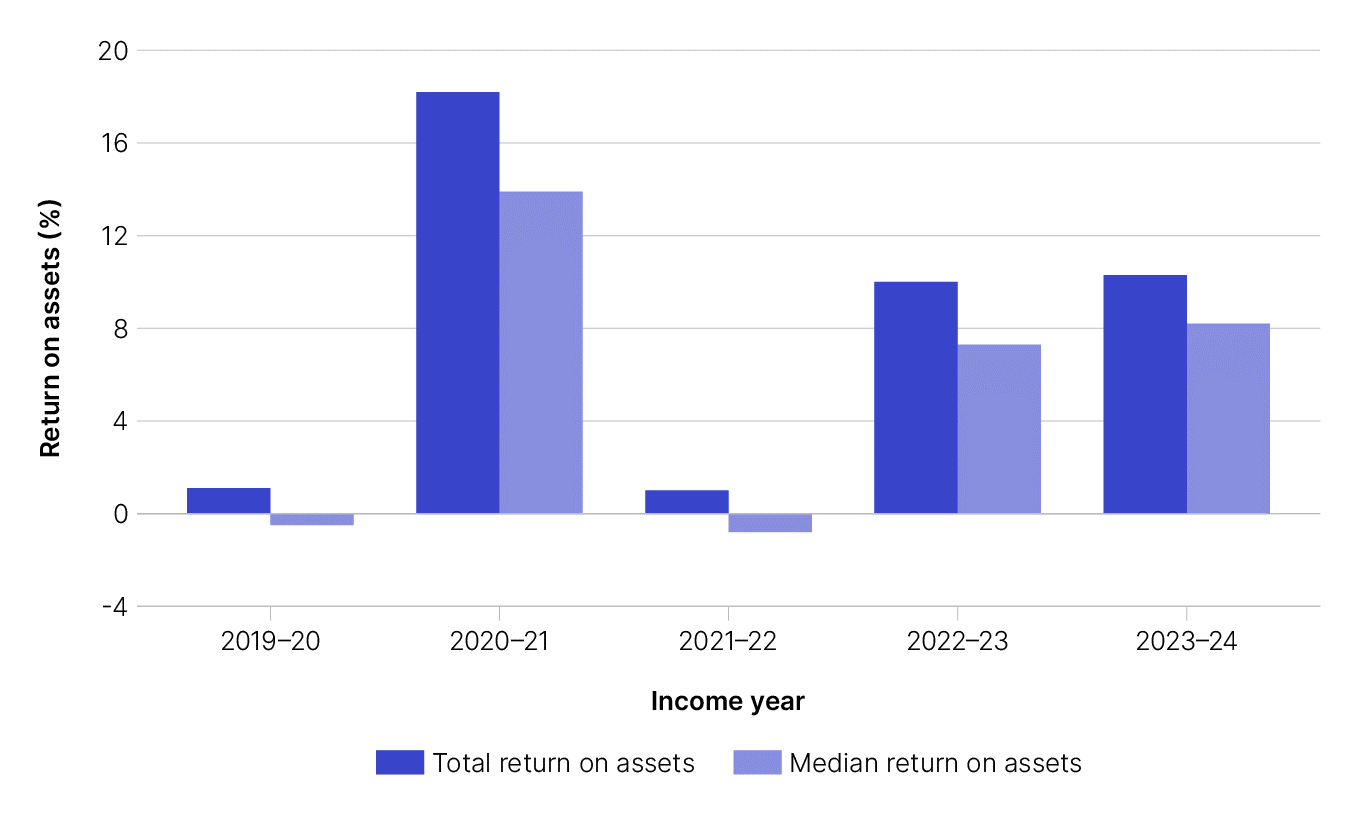 20
16
12
8
4
0
-4
Return on assets (%)
2019–20 2020–21 2021–22 2022–23 2023–24
Income year
Total return on assets Median return on assets